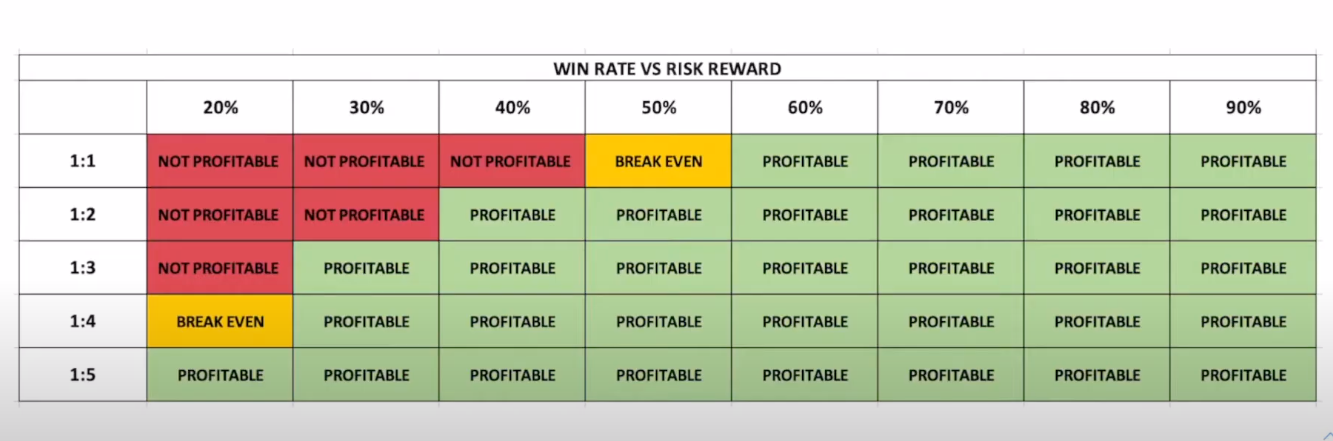 WIN RATE VS RISK REWARD
20% 30% 40% 50% 60% 70% 80% 90%
1:1 NOT PROFITABLE NOT PROFITABLE NOT PROFITABLE BREAK EVEN PROFITABLE PROFITABLE PROFITABLE PROFITABLE
1:2 NOT PROFITABLE NOT PROFITABLE PROFITABLE PROFITABLE PROFITABLE PROFITABLE PROFITABLE PROFITABLE
1:3 NOT PROFITABLE PROFITABLE PROFITABLE PROFITABLE PROFITABLE PROFITABLE PROFITABLE PROFITABLE
1:4 BREAK EVEN PROFITABLE PROFITABLE PROFITABLE PROFITABLE PROFITABLE PROFITABLE PROFITABLE
1:5 PROFITABLE PROFITABLE PROFITABLE PROFITABLE PROFITABLE PROFITABLE PROFITABLE PROFITABLE